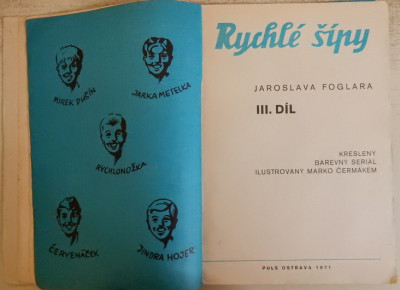 MIREK DUŠÍN
JARKA METELKA
RYCHLONOŽKA
ČERVENÁČEK
JINDRA HOJER
Rychlé šípy
JAROSLAVA FOGLARA
III. DÍL
KRESLENÝ
BAREVNÝ SERIÁL
ILUSTROVANÝ MARKO ČERMÁKEM
PULS OSTRAVA 1971